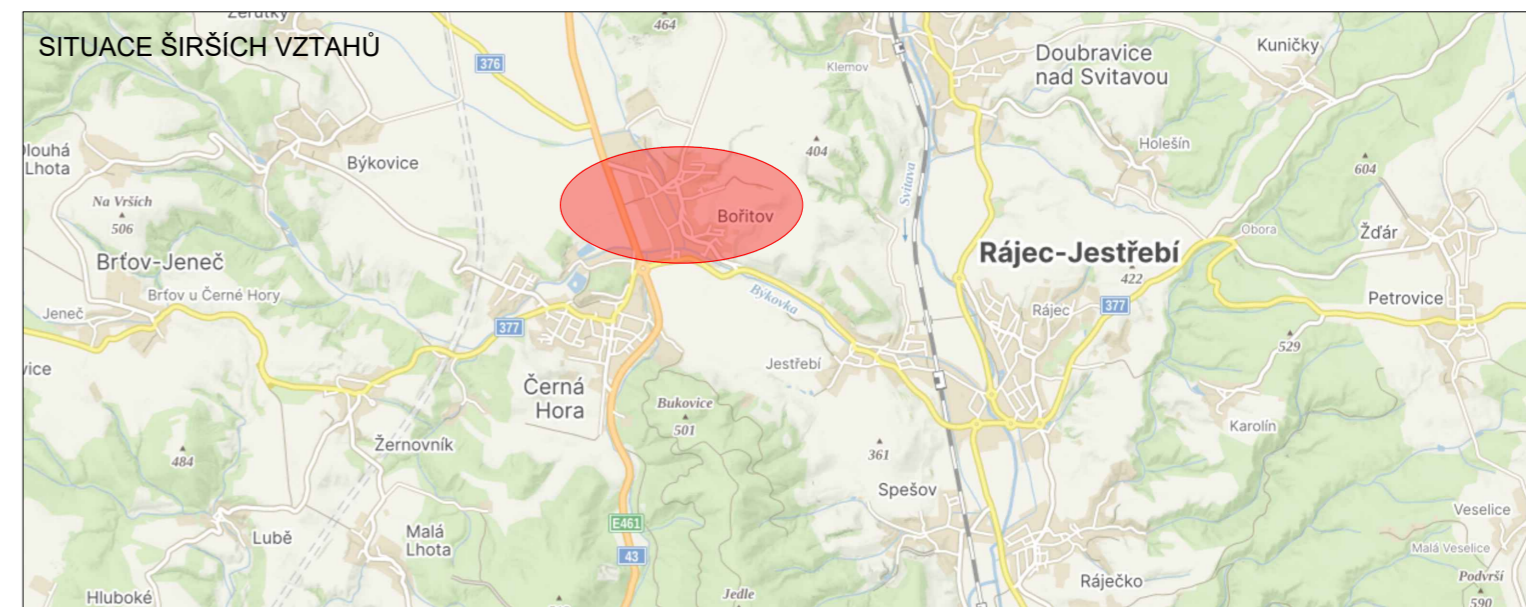 Žerůtky
SITUACE ŠIRŠÍCH VZTAHŮ
464
376
Klemov
Doubravice
nad Svitavou
Kuničky
Dlouhá
Lhota
Býkovice
404
Holešín
604
Na Vrších
506
Svitava
Bořitov
Obora
Žďár
Brťov-Jeneč
Rájec-Jestřebí
422
Brťov u Černé Hory
Jeneč
Býkovka
Rájec
377
Petrovice
377
529
Jestřebí
vice
Černá
Hora
Bukovice
501
Karolín
Žernovník
484
361
Spešov
Veselice
E461
Lubě
Malá
Lhota
43
Malá Veselice
Ráječko
Podvrší
590
Hluboké
Jedle